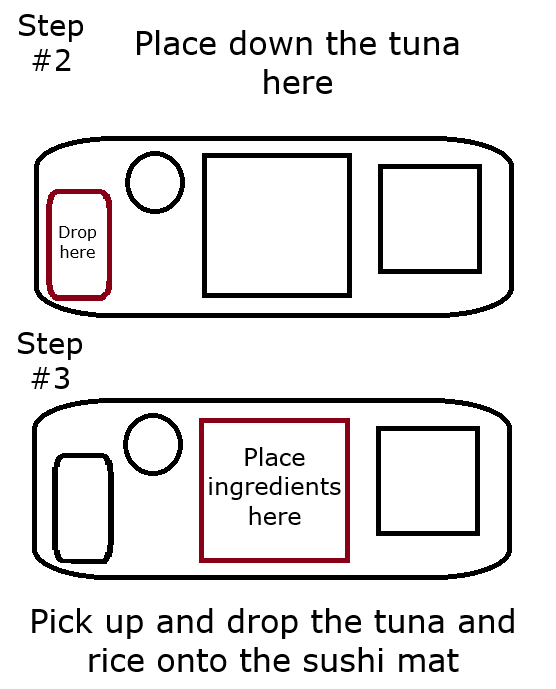 Step
#2
Place down the tuna
here
Drop
here
Step
#3
Place
ingredients
here
Pick up and drop the tuna and
rice onto the sushi mat